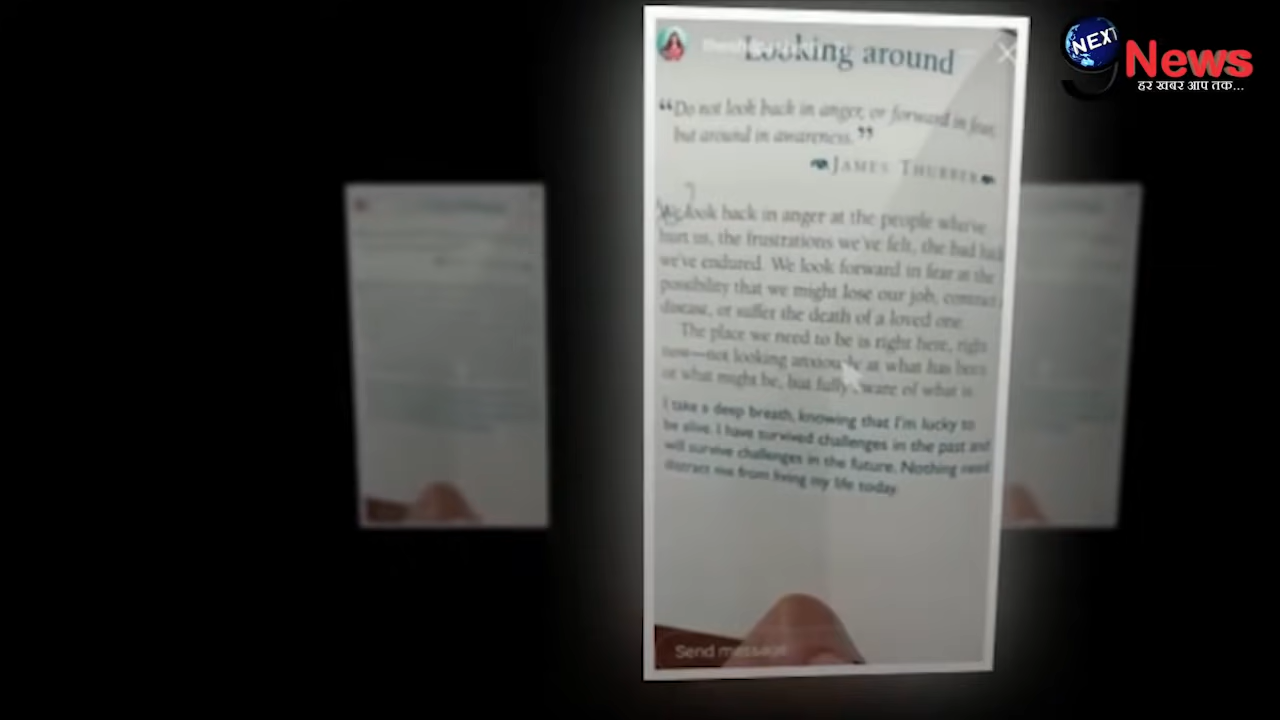 NEXT
9
News
हर खबर आप तक...
Looking around
“Do not look back in anger, or forward in fear,
but around in awareness.”
JAMES THURBER
We look back in anger at the people who've
hurt us, the frustrations we've felt, the bad luck
we've endured. We look forward in fear at the
possibility that we might lose our job, contract
disease, or suffer the death of a loved one.
The place we need to be is right here, right
now—not looking anxiously at what has been
or what might be, but fully aware of what is.
I take a deep breath, knowing that I'm lucky to
be alive. I have survived challenges in the past and
will survive challenges in the future. Nothing need
distract me from living my life today.
Send message